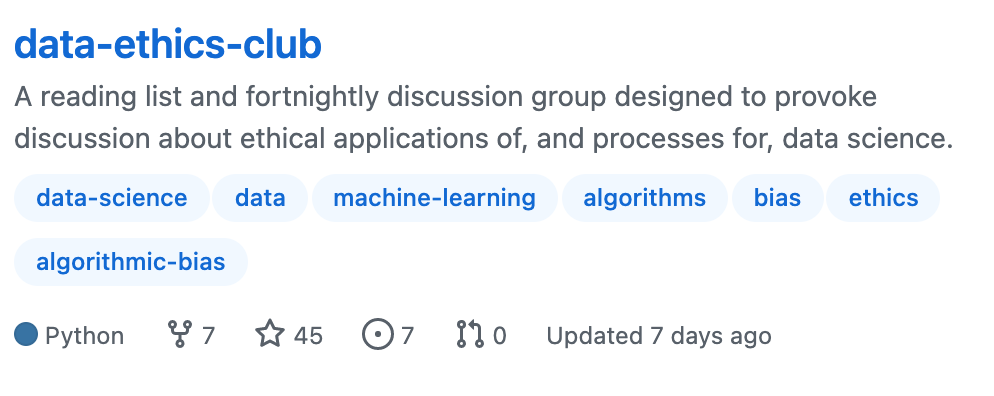 data-ethics-club
A reading list and fortnightly discussion group designed to provoke
discussion about ethical applications of, and processes for, data science.
data-science data machine-learning algorithms bias ethics
algorithmic-bias
Python 7 45 7 0 Updated 7 days ago